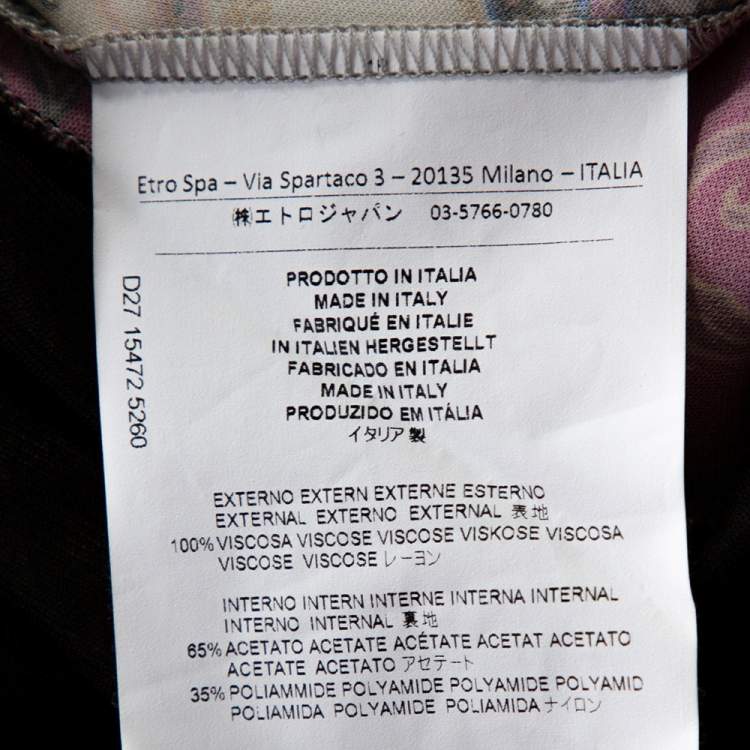 Etro Spa – Via Spartaco 3 – 20135 Milano – ITALIA
㈱エトロジャパン 03-5766-0780
PRODOTTO IN ITALIA
MADE IN ITALY
FABRIQUÉ EN ITALIE
IN ITALIEN HERGESTELLT
FABRICADO EN ITALIA
MADE IN ITALY
PRODUZIDO EM ITÁLIA
イタリア製
D27 15472 5260
EXTERNO EXTERN EXTERNE ESTERNO
EXTERNAL EXTERNO EXTERNAL 表地
100% VISCOSA VISCOSE VISCOSE VISKOSE VISCOSA
VISCOSE VISCOSE レーヨン
INTERNO INTERN INTERNE INTERNA INTERNAL
INTERNO INTERNAL 裏地
65% ACETATO ACETATE ACÉTATE ACETAT ACETATO
ACETATE ACETATO アセテート
35% POLIAMMIDE POLYAMIDE POLYAMIDE POLYAMID
POLIAMIDA POLYAMIDE POLIAMIDA ナイロン